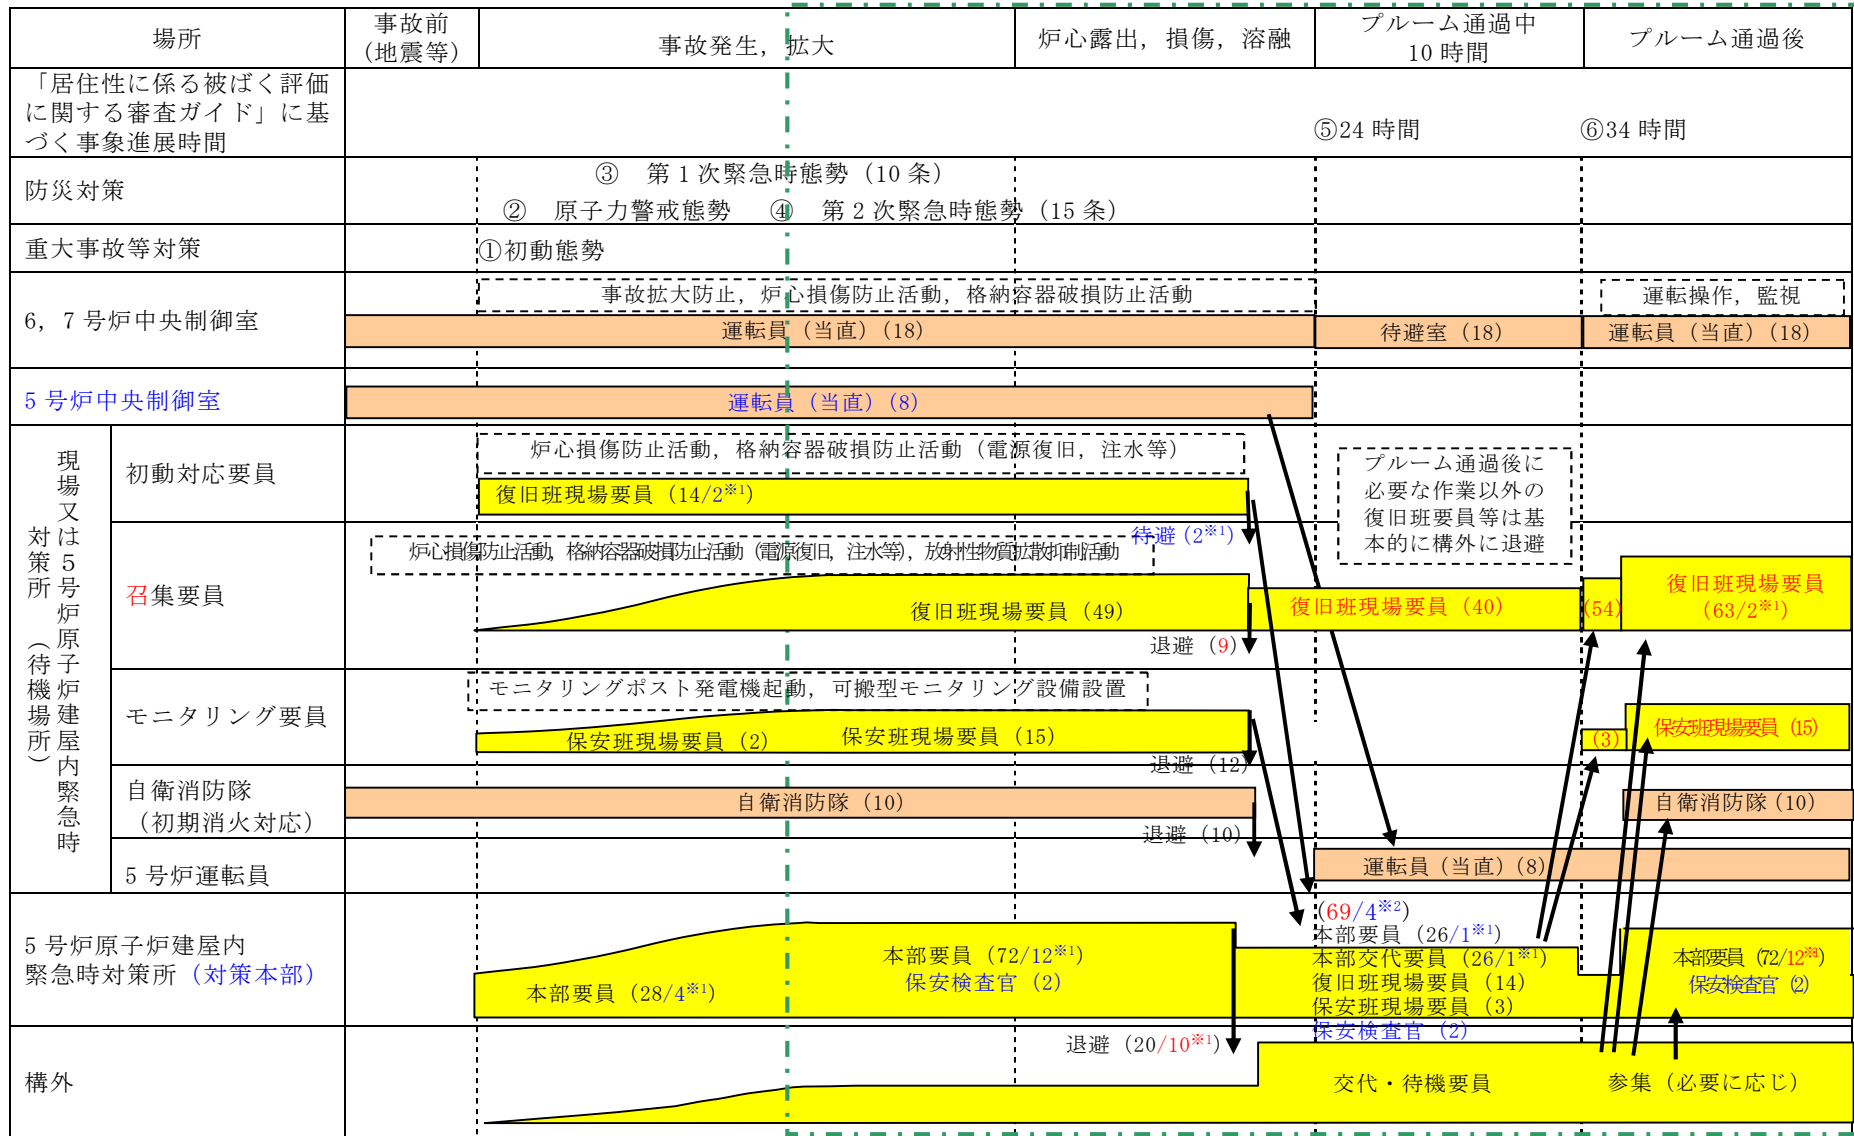 場所
事故前
(地震等)
事故発生，拡大
炉心露出，損傷，溶融
プルーム通過中
10 時間
プルーム通過後
「居住性に係る被ばく評価
に関する審査ガイド」に基
づく事象進展時間
⑤24 時間
⑥34 時間
防災対策
③　第 1 次緊急時態勢（10 条）
②　原子力警戒態勢
④　第 2 次緊急時態勢（15 条）
重大事故等対策
①初動態勢
6，7 号炉中央制御室
事故拡大防止，炉心損傷防止活動，格納容器破損防止活動
運転操作，監視
運転員（当直）(18)
待避室（18）
運転員（当直）(18)
5 号炉中央制御室
運転員（当直）(8)
現場又は５号炉原子炉建屋内緊急時
対策所（待機場所）
初動対応要員
炉心損傷防止活動，格納容器破損防止活動（電源復旧，注水等）
復旧班現場要員（14/2※1）
待避（2※1）
プルーム通過後に
必要な作業以外の
復旧班要員等は基
本的に構外に退避
召集要員
炉心損傷防止活動，格納容器破損防止活動（電源復旧，注水等），放射性物質拡散抑制活動
復旧班現場要員（49）
復旧班現場要員（40）
(54)
復旧班現場要員
（63/2※1）
退避（9）
モニタリング要員
モニタリングポスト発電機起動，可搬型モニタリング設備設置
保安班現場要員（2）
保安班現場要員（15）
(3)
保安班現場要員（15）
退避（12）
自衛消防隊
（初期消火対応）
自衛消防隊（10）
自衛消防隊（10）
退避（10）
5 号炉運転員
運転員（当直）(8)
5 号炉原子炉建屋内
緊急時対策所（対策本部）
本部要員（28/4※1）
本部要員（72/12※1）
保安検査官（2）
(69/4※2)
本部要員（26/1※1）
本部交代要員（26/1※1）
復旧班現場要員（14）
保安班現場要員（3）
保安検査官（2）
本部要員（72/12※1）
保安検査官（2）
退避（20/10※1）
構外
交代・待機要員
参集（必要に応じ）